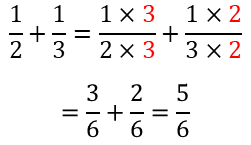 1/2 + 1/3 = (1 × 3)/(2 × 3) + (1 × 2)/(3 × 2)
= 3/6 + 2/6 = 5/6